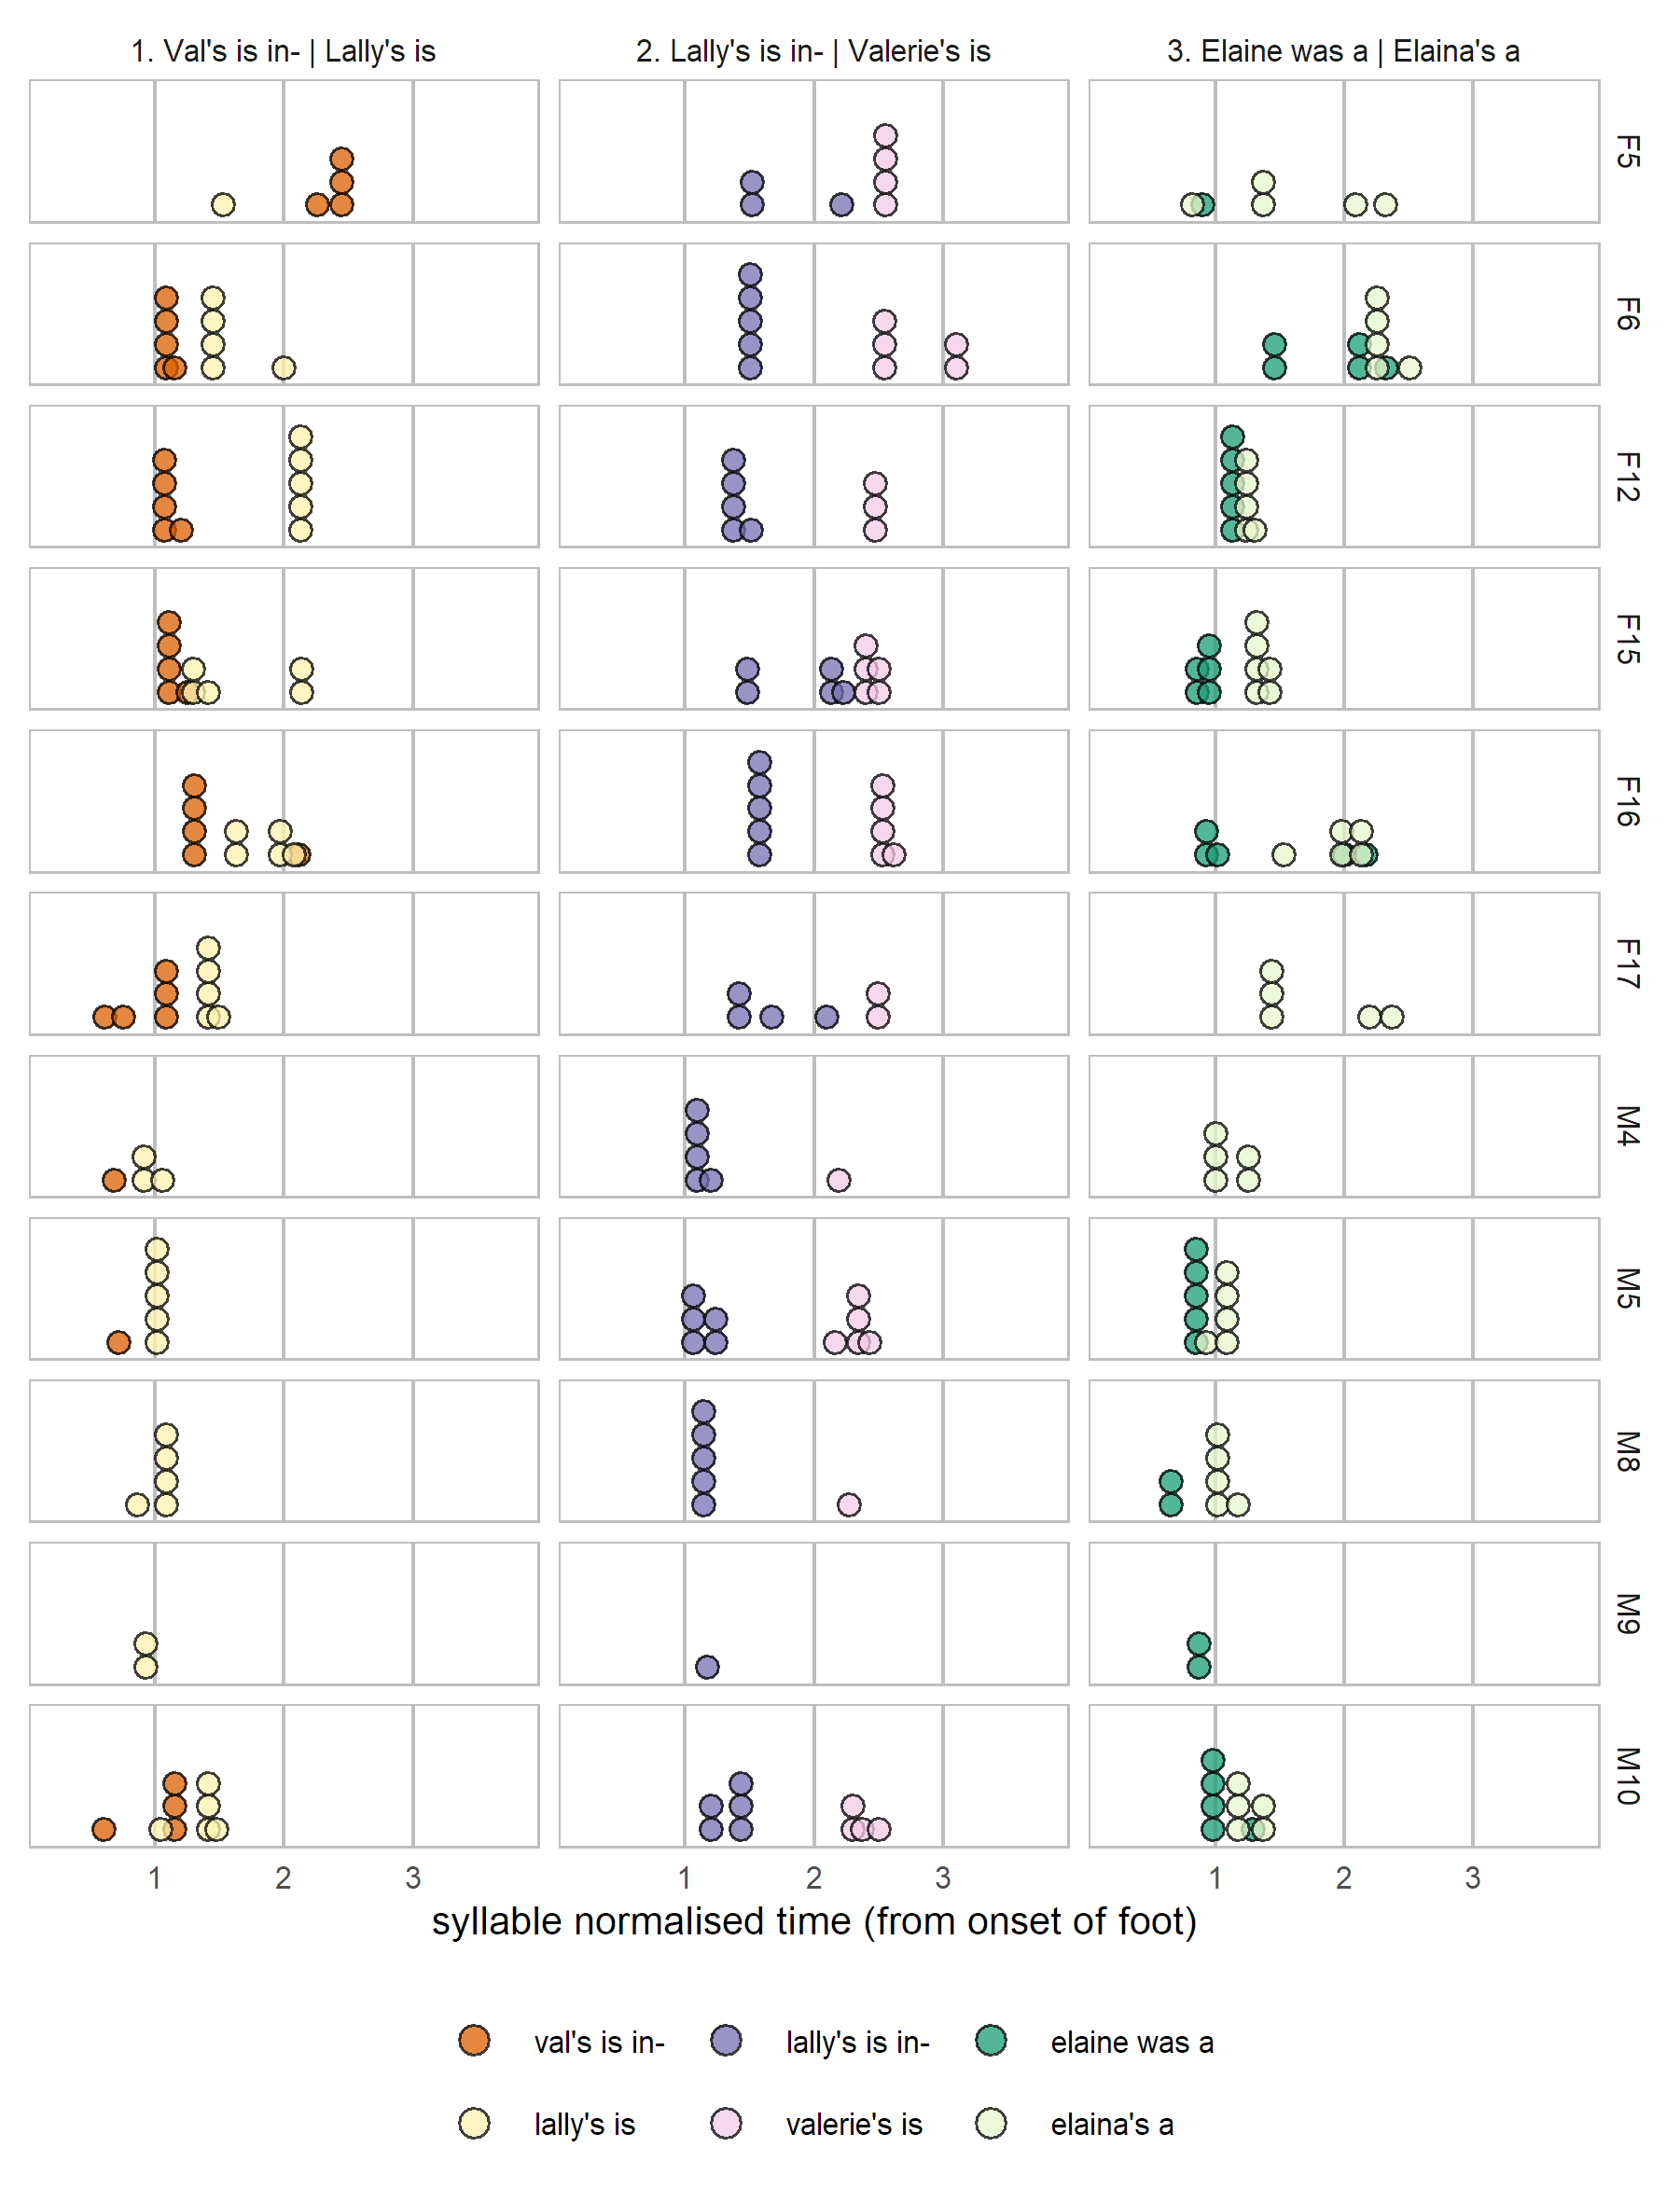 1. Val's is in- | Lally's is
2. Lally's is in- | Valerie's is
3. Elaine was a | Elaina's a
F5
F6
F12
F15
F16
F17
M4
M5
M8
M9
M10
1 2 3 1 2 3 1 2 3
syllable normalised time (from onset of foot)
val's is in- lally's is in- elaine was a
lally's is valerie's is elaina's a